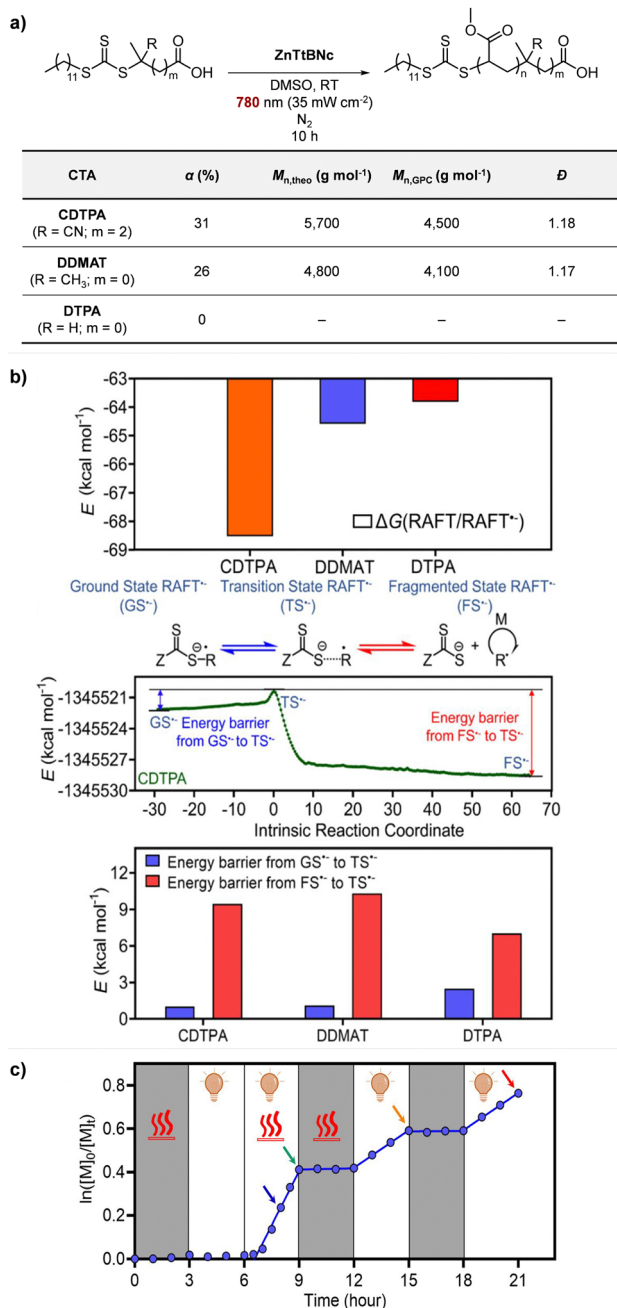 a)
11
S
S
S
R
m
O
OH
ZnTtBNc
DMSO, RT
780 nm (35 mW cm⁻²)
N₂
10 h
O
O
11
S
S
S
n
R
m
O
OH
CTA α (%) Mn,theo (g mol⁻¹) Mn,GPC (g mol⁻¹) Đ
CDTPA
(R = CN; m = 2) 31 5,700 4,500 1.18
DDMAT
(R = CH₃; m = 0) 26 4,800 4,100 1.17
DTPA
(R = H; m = 0) 0 – – –
b)
-63
-64
-65
-66
-67
-68
-69
E (kcal mol⁻¹)
ΔG(RAFT/RAFT•⁻)
CDTPA DDMAT DTPA
Ground State RAFT•⁻ Transition State RAFT•⁻ Fragmented State RAFT•⁻
(GS•⁻) (TS•⁻) (FS•⁻)
S S S M
Z S–R Z S R Z S + R•
-1345521
-1345524
-1345527
-1345530
E (kcal mol⁻¹)
GS•⁻ TS•⁻ FS•⁻
Energy barrier
from GS•⁻ to TS•⁻
Energy barrier
from FS•⁻ to TS•⁻
CDTPA
-30 -20 -10 0 10 20 30 40 50 60 70
Intrinsic Reaction Coordinate
Energy barrier from GS•⁻ to TS•⁻
Energy barrier from FS•⁻ to TS•⁻
12
9
6
3
0
E (kcal mol⁻¹)
CDTPA DDMAT DTPA
c)
0.8
0.6
0.4
0.2
0.0
ln([M]₀/[M]t)
0 3 6 9 12 15 18 21
Time (hour)